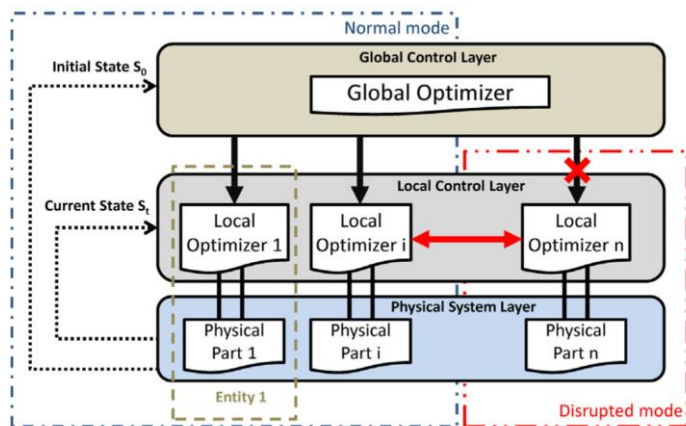 Normal mode
Global Control Layer
Initial State S₀
Global Optimizer
Local Control Layer
Current State Sₜ
Local
Optimizer 1
Local
Optimizer i
Local
Optimizer n
Physical System Layer
Physical
Part 1
Physical
Part i
Physical
Part n
Entity 1
Disrupted mode